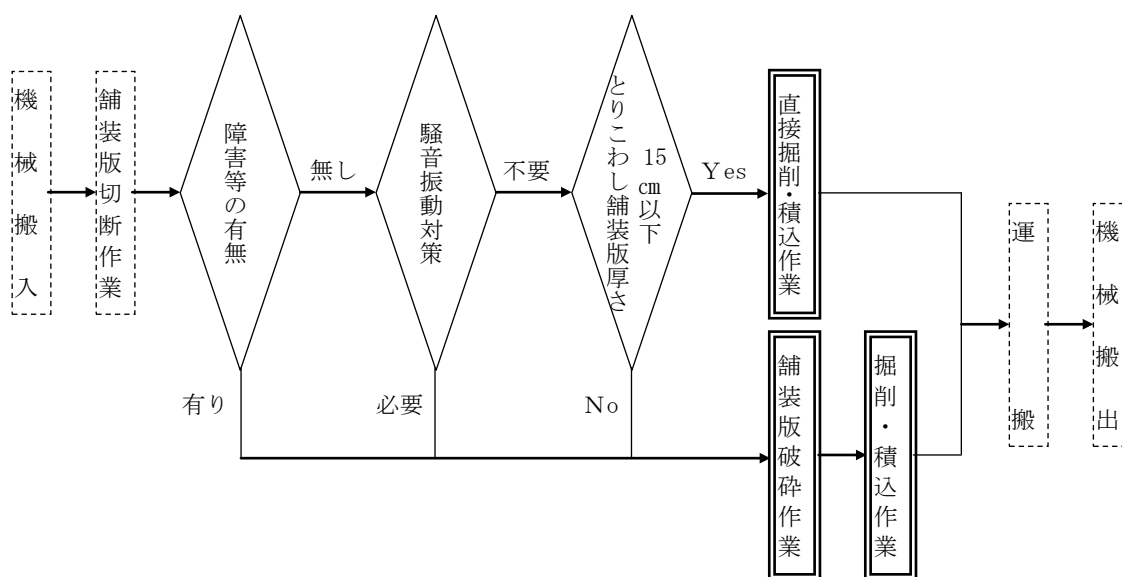 機械搬入
舗装版切断作業
障害等の有無
無し
有り
騒音振動対策
不要
必要
とりこわし舗装版厚さ
15cm以下
Yes
No
直接掘削・積込作業
舗装版破砕作業
掘削・積込作業
運搬
機械搬出